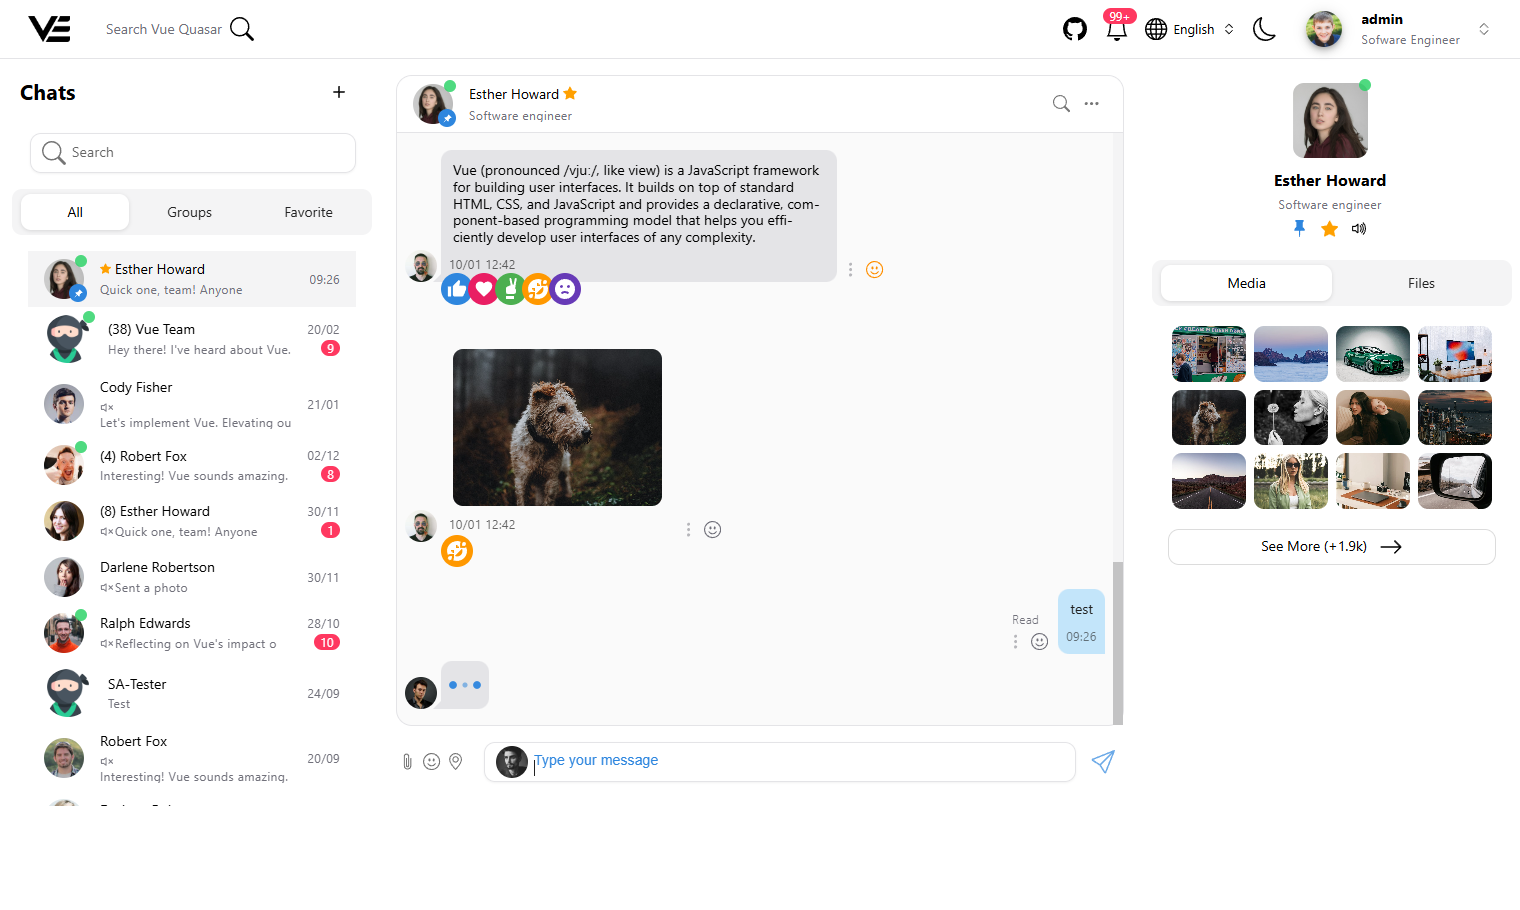 VE
Search Vue Quasar
99+
English
admin
Sofware Engineer
Chats
Search
All
Groups
Favorite
Esther Howard
09:26
Quick one, team! Anyone
(38) Vue Team
20/02
Hey there! I've heard about Vue.
9
Cody Fisher
21/01
Let's implement Vue. Elevating ou
(4) Robert Fox
02/12
Interesting! Vue sounds amazing.
8
(8) Esther Howard
30/11
Quick one, team! Anyone
1
Darlene Robertson
30/11
Sent a photo
Ralph Edwards
28/10
Reflecting on Vue's impact o
10
SA-Tester
24/09
Test
Robert Fox
20/09
Interesting! Vue sounds amazing.
Esther Howard
Software engineer
Vue (pronounced /vjuː/, like view) is a JavaScript framework
for building user interfaces. It builds on top of standard
HTML, CSS, and JavaScript and provides a declarative, com-
ponent-based programming model that helps you effi-
ciently develop user interfaces of any complexity.
10/01 12:42
10/01 12:42
Read
test
09:26
Type your message
Esther Howard
Software engineer
Media
Files
See More (+1.9k)